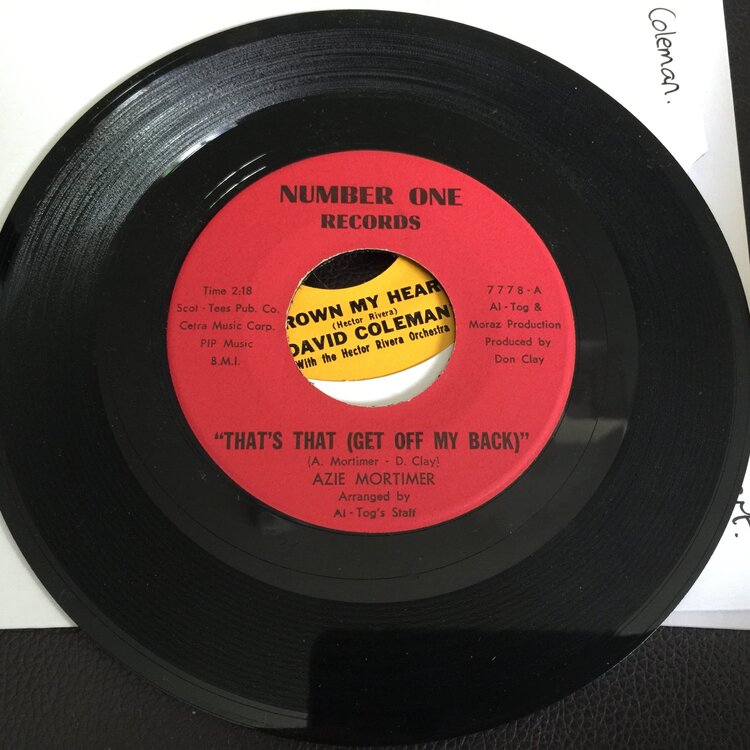 Coleman.
NUMBER ONE
RECORDS
Time 2:18
Scot - Tees Pub. Co.
Cetra Music Corp.
PIP Music
B.M.I.
7778 - A
Al - Tog &
Moraz Production
Produced by
Don Clay
ROWN MY HEAR
(Hector Rivera)
DAVID COLEMAN
With the Hector Rivera Orchestra
"THAT'S THAT (GET OFF MY BACK)"
(A. Mortimer - D. Clay)
AZIE MORTIMER
Arranged by
Al - Tog's Staff